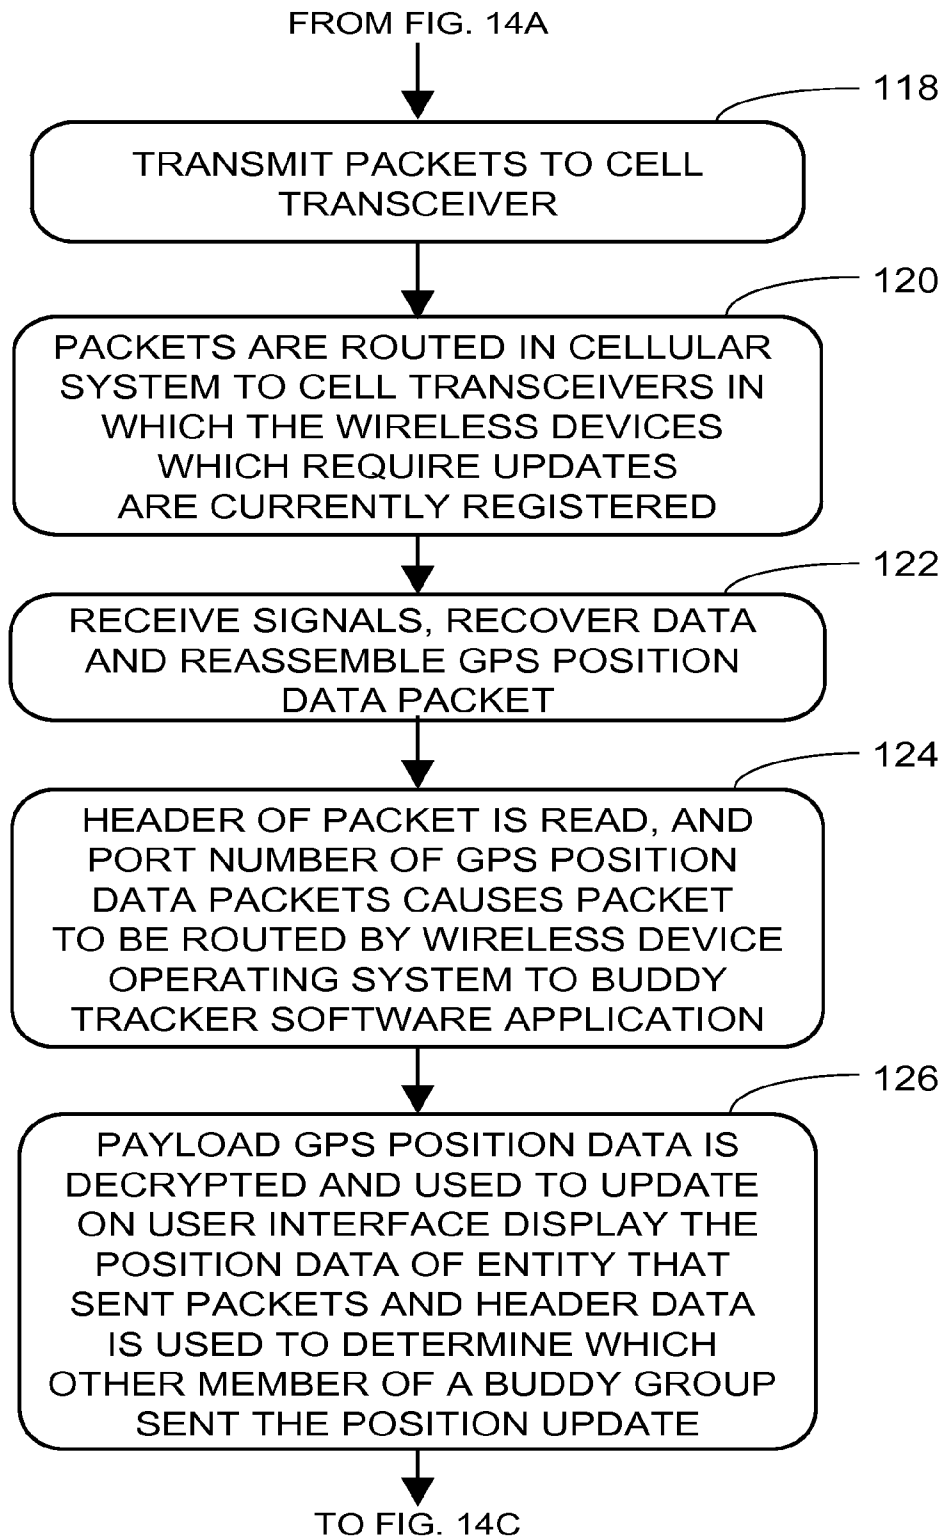 FROM FIG. 14A
118
TRANSMIT PACKETS TO CELL
TRANSCEIVER
120
PACKETS ARE ROUTED IN CELLULAR
SYSTEM TO CELL TRANSCEIVERS IN
WHICH THE WIRELESS DEVICES
WHICH REQUIRE UPDATES
ARE CURRENTLY REGISTERED
122
RECEIVE SIGNALS, RECOVER DATA
AND REASSEMBLE GPS POSITION
DATA PACKET
124
HEADER OF PACKET IS READ, AND
PORT NUMBER OF GPS POSITION
DATA PACKETS CAUSES PACKET
TO BE ROUTED BY WIRELESS DEVICE
OPERATING SYSTEM TO BUDDY
TRACKER SOFTWARE APPLICATION
126
PAYLOAD GPS POSITION DATA IS
DECRYPTED AND USED TO UPDATE
ON USER INTERFACE DISPLAY THE
POSITION DATA OF ENTITY THAT
SENT PACKETS AND HEADER DATA
IS USED TO DETERMINE WHICH
OTHER MEMBER OF A BUDDY GROUP
SENT THE POSITION UPDATE
TO FIG. 14C